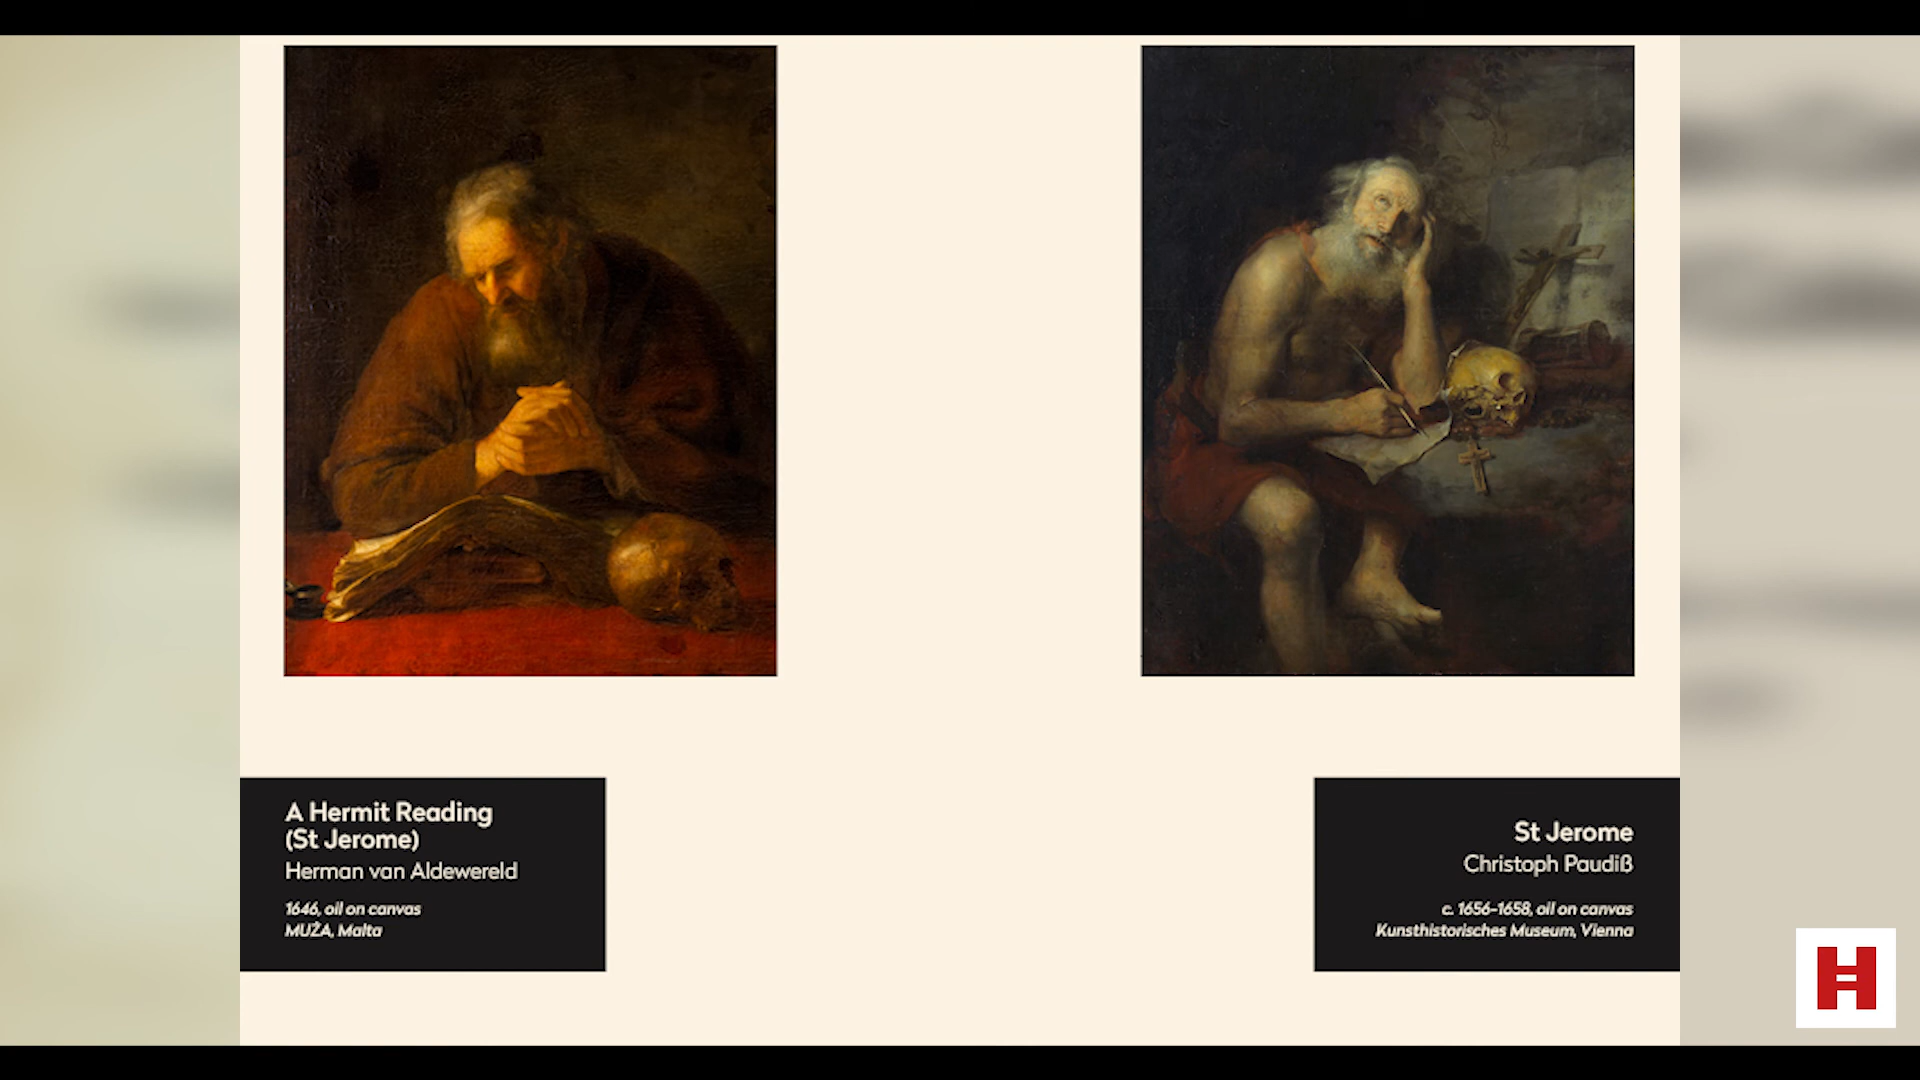 A Hermit Reading
(St Jerome)
Herman van Aldewereld
1646, oil on canvas
MUŻA, Malta
St Jerome
Christoph Paudiß
c. 1656-1658, oil on canvas
Kunsthistorisches Museum, Vienna
H